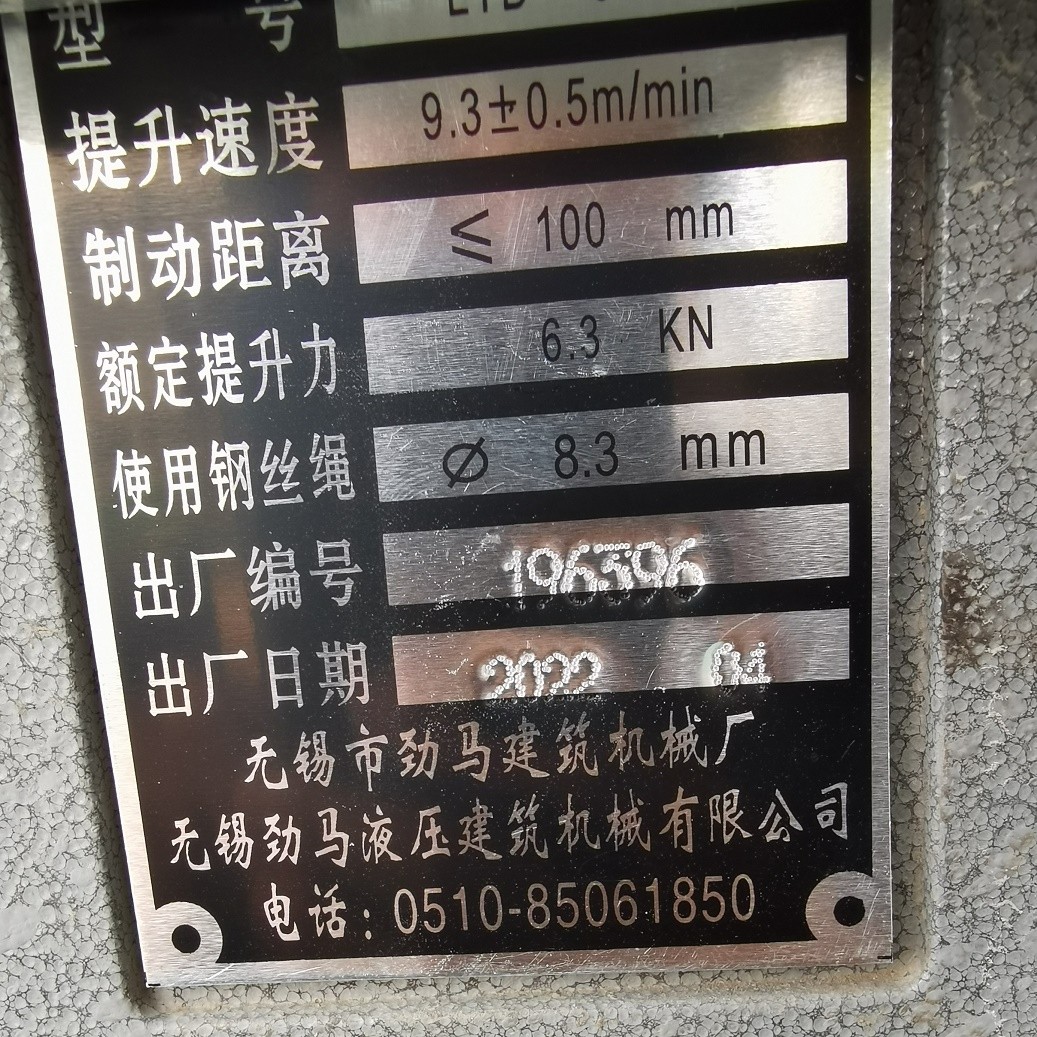 型 号 LTD
提升速度 9.3±0.5m/min
制动距离 ≤ 100 mm
额定提升力 6.3 KN
使用钢丝绳 Ø 8.3 mm
出厂编号 196396
出厂日期 2022 04
无锡市劲马建筑机械厂
无锡劲马液压建筑机械有限公司
电话：0510-85061850